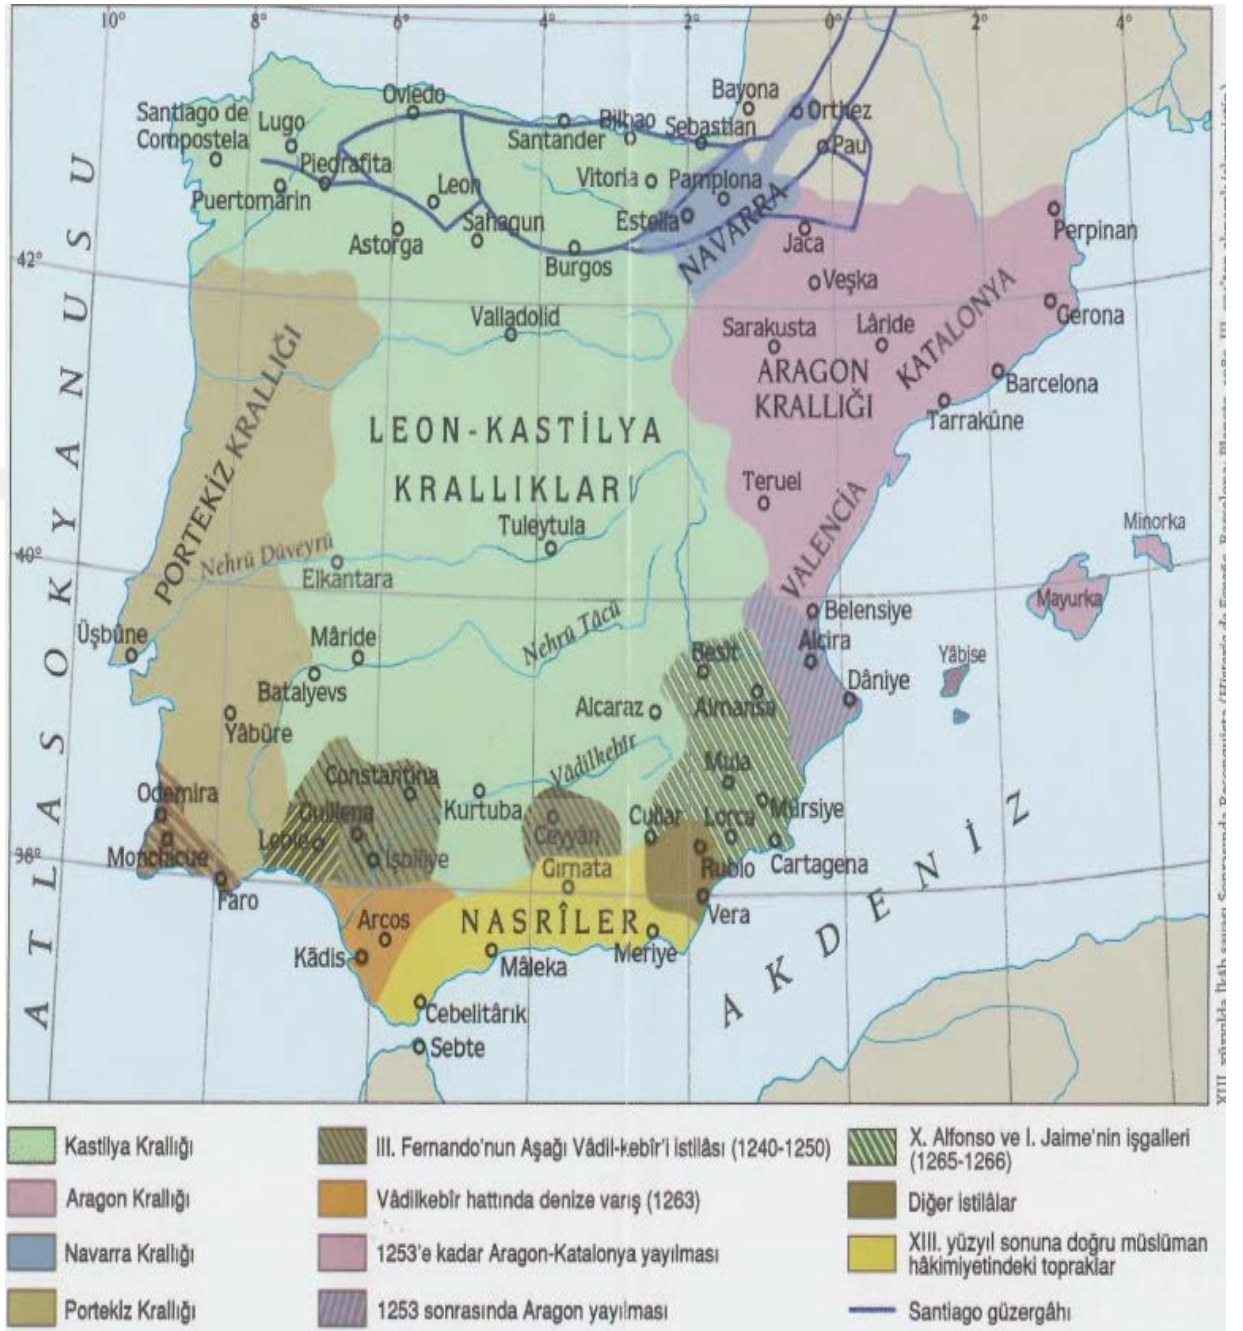 10°
8°
6°
4°
2°
0°
2°
4°
Santiago de
Compostela
Lugo
Oviedo
Santander
Bilbao
Sebastian
Bayona
Orthez
Pau
Piedrafita
Puertomarin
Leon
Vitoria
Pamplona
Estella
NAVARRA
Astorga
Sahagun
Burgos
Jaca
Perpinan
42°
Veşka
Gerona
Valladolid
Sarakusta
Lâride
KATALONYA
ARAGON
KRALLIĞI
Barcelona
Tarrakûne
PORTEKİZ KRALLIĞI
LEON-KASTİLYA
KRALLIKLARI
Teruel
VALENCİA
Tuleytula
Minorka
40°
Nehrü Dûveyrü
Elkantara
Mayurka
Belensiye
Üşbûne
Mâride
Nehrü Tâcü
Besit
Alcira
Yâbise
Batalyevs
Dâniye
Yâbüre
Alcaraz
Almansa
Vâdilkebîr
Odemira
Constantina
Mula
Kurtuba
Guillena
Ceyyân
Cullar
Lorca
Mürsiye
Monchicue
Leble
İşbiliye
38°
Gırnata
Rubio
Cartagena
Faro
Arcos
NASRÎLER
Vera
Kādis
Mâleka
Meriye
Cebelitârık
Sebte
ATLAS OKYANUSU
AKDENİZ
Kastilya Krallığı
Aragon Krallığı
Navarra Krallığı
Portekiz Krallığı
III. Fernando'nun Aşağı Vâdil-kebîr'i istilâsı (1240-1250)
Vâdilkebîr hattında denize varış (1263)
1253'e kadar Aragon-Katalonya yayılması
1253 sonrasında Aragon yayılması
X. Alfonso ve I. Jaime'nin işgalleri
(1265-1266)
Diğer istilâlar
XIII. yüzyıl sonuna doğru müslüman
hâkimiyetindeki topraklar
Santiago güzergâhı